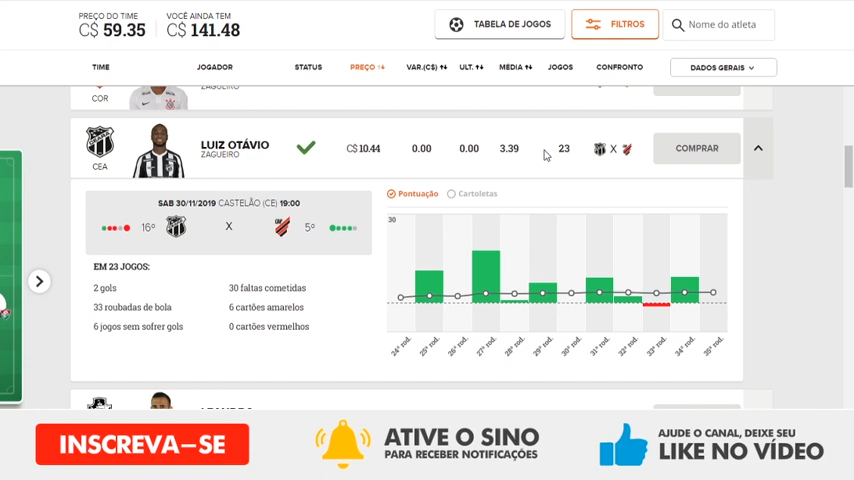 PREÇO DO TIME
C$ 59.35
VOCÊ AINDA TEM
C$ 141.48
TABELA DE JOGOS
FILTROS
Nome do atleta
TIME JOGADOR STATUS PREÇO VAR.(C$) ULT. MÉDIA JOGOS CONFRONTO DADOS GERAIS
COR ZAGUEIRO
LUIZ OTÁVIO
ZAGUEIRO
CEA
C$ 10.44 0.00 0.00 3.39 23 X COMPRAR
SAB 30/11/2019 CASTELÃO (CE) 19:00
16º X 5º
EM 23 JOGOS:
2 gols 30 faltas cometidas
33 roubadas de bola 6 cartões amarelos
6 jogos sem sofrer gols 0 cartões vermelhos
Pontuação Cartoletas
30
24ª rod. 25ª rod. 26ª rod. 27ª rod. 28ª rod. 29ª rod. 30ª rod. 31ª rod. 32ª rod. 33ª rod. 34ª rod. 35ª rod.
INSCREVA-SE
ATIVE O SINO
PARA RECEBER NOTIFICAÇÕES
AJUDE O CANAL, DEIXE SEU
LIKE NO VÍDEO